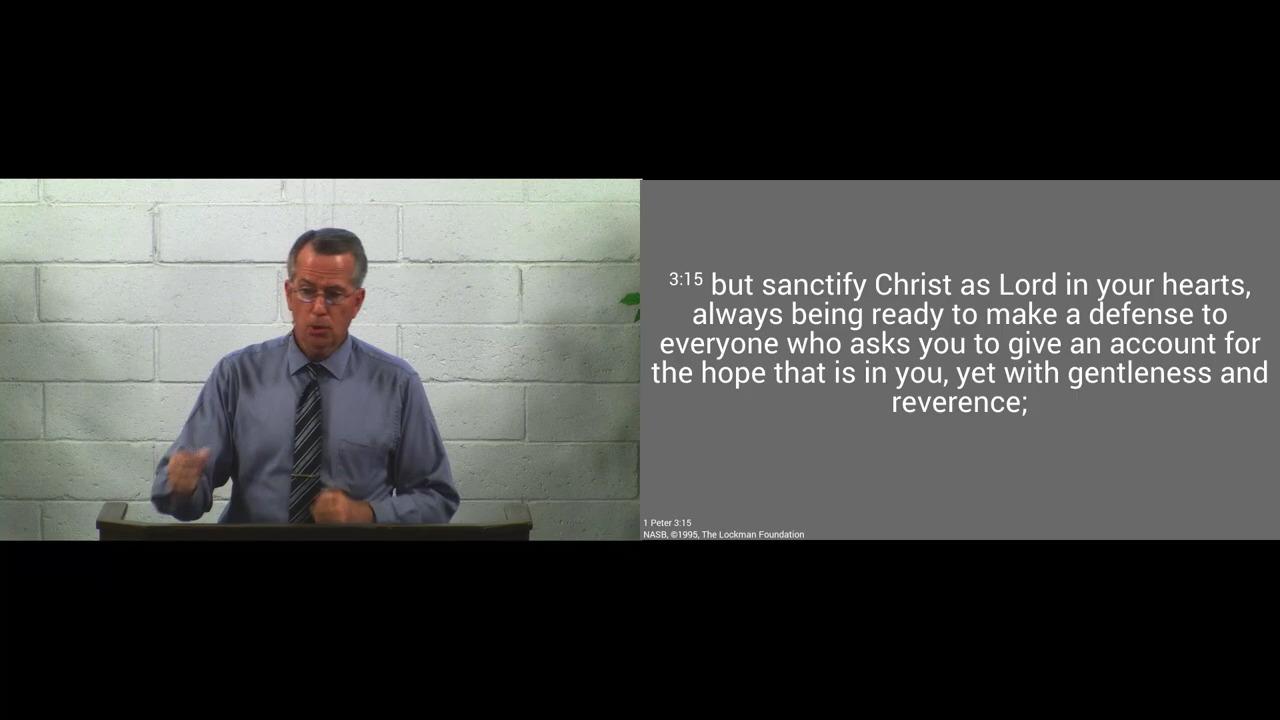 3:15 but sanctify Christ as Lord in your hearts,
always being ready to make a defense to
everyone who asks you to give an account for
the hope that is in you, yet with gentleness and
reverence;
1 Peter 3:15
NASB, ©1995, The Lockman Foundation